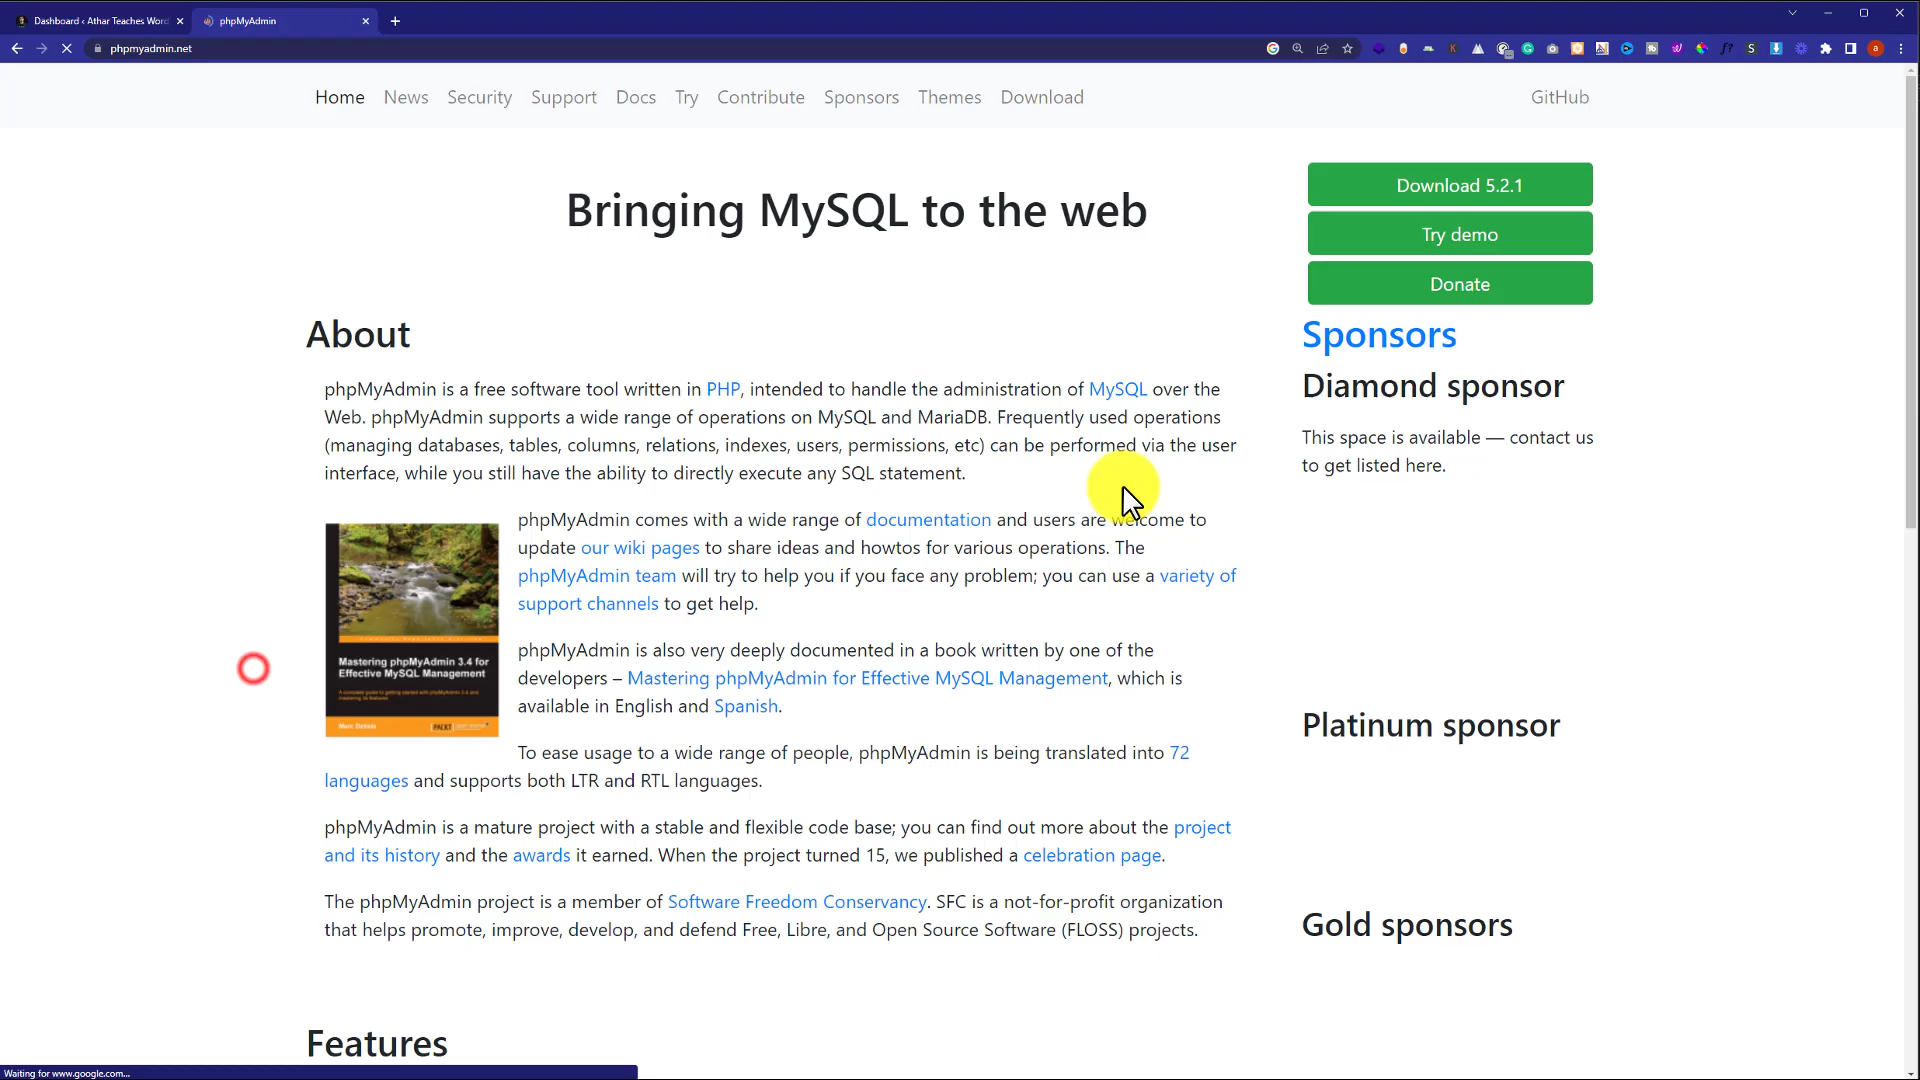 Dashboard ‹ Athar Teaches Word
phpMyAdmin
phpmyadmin.net
Home News Security Support Docs Try Contribute Sponsors Themes Download GitHub
Bringing MySQL to the web
Download 5.2.1
Try demo
Donate
About
phpMyAdmin is a free software tool written in PHP, intended to handle the administration of MySQL over the
Web. phpMyAdmin supports a wide range of operations on MySQL and MariaDB. Frequently used operations
(managing databases, tables, columns, relations, indexes, users, permissions, etc) can be performed via the user
interface, while you still have the ability to directly execute any SQL statement.
phpMyAdmin comes with a wide range of documentation and users are welcome to
update our wiki pages to share ideas and howtos for various operations. The
phpMyAdmin team will try to help you if you face any problem; you can use a variety of
support channels to get help.
Mastering phpMyAdmin 3.4 for
Effective MySQL Management
Marc Delisle
PACKT
phpMyAdmin is also very deeply documented in a book written by one of the
developers – Mastering phpMyAdmin for Effective MySQL Management, which is
available in English and Spanish.
To ease usage to a wide range of people, phpMyAdmin is being translated into 72
languages and supports both LTR and RTL languages.
phpMyAdmin is a mature project with a stable and flexible code base; you can find out more about the project
and its history and the awards it earned. When the project turned 15, we published a celebration page.
The phpMyAdmin project is a member of Software Freedom Conservancy. SFC is a not-for-profit organization
that helps promote, improve, develop, and defend Free, Libre, and Open Source Software (FLOSS) projects.
Features
Sponsors
Diamond sponsor
This space is available — contact us
to get listed here.
Platinum sponsor
Gold sponsors
Waiting for www.google.com...